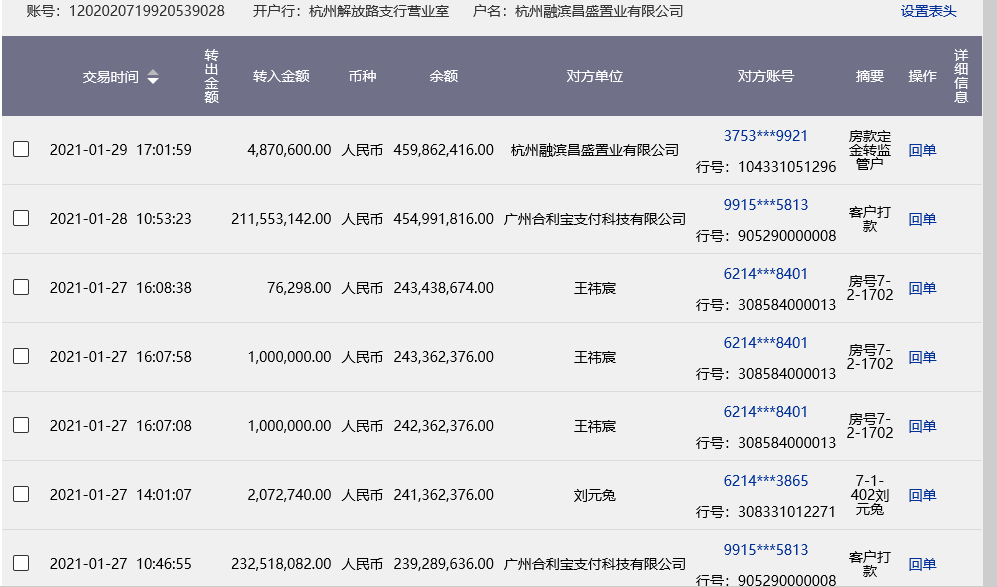 账号：1202020719920539028 开户行：杭州解放路支行营业室 户名：杭州融滨昌盛置业有限公司 设置表头
交易时间 转出金额 转入金额 币种 余额 对方单位 对方账号 摘要 操作 详细信息
2021-01-29 17:01:59 4,870,600.00 人民币 459,862,416.00 杭州融滨昌盛置业有限公司 3753***9921 行号：104331051296 房款定金转监管户 回单
2021-01-28 10:53:23 211,553,142.00 人民币 454,991,816.00 广州合利宝支付科技有限公司 9915***5813 行号：905290000008 客户打款 回单
2021-01-27 16:08:38 76,298.00 人民币 243,438,674.00 王祎宸 6214***8401 行号：308584000013 房号7-2-1702 回单
2021-01-27 16:07:58 1,000,000.00 人民币 243,362,376.00 王祎宸 6214***8401 行号：308584000013 房号7-2-1702 回单
2021-01-27 16:07:08 1,000,000.00 人民币 242,362,376.00 王祎宸 6214***8401 行号：308584000013 房号7-2-1702 回单
2021-01-27 14:01:07 2,072,740.00 人民币 241,362,376.00 刘元兔 6214***3865 行号：308331012271 7-1-402刘元兔 回单
2021-01-27 10:46:55 232,518,082.00 人民币 239,289,636.00 广州合利宝支付科技有限公司 9915***5813 行号：905290000008 客户打款 回单